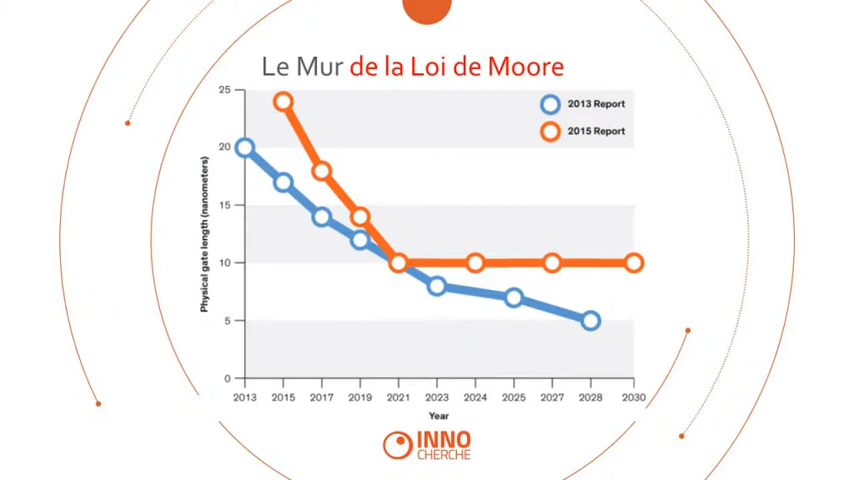 Le Mur de la Loi de Moore
25
20
15
10
5
0
Physical gate length (nanometers)
2013 Report
2015 Report
2013 2015 2017 2019 2021 2023 2024 2025 2027 2028 2030
Year
INNO
CHERCHE